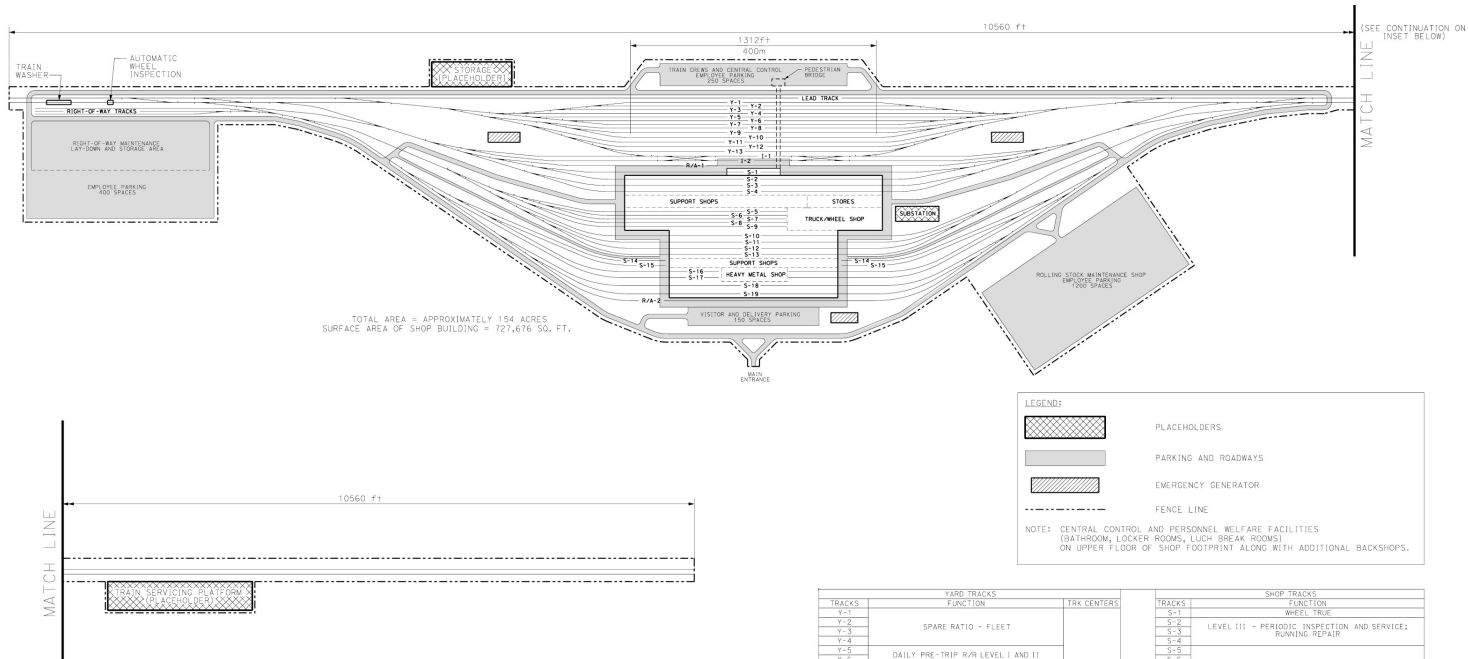 10560 ft
(SEE CONTINUATION ON
INSET BELOW)
MATCH LINE
1312ft
400m
TRAIN
WASHER
AUTOMATIC
WHEEL
INSPECTION
STORAGE
(PLACEHOLDER)
TRAIN CREWS AND CENTRAL CONTROL
EMPLOYEE PARKING
250 SPACES
PEDESTRIAN
BRIDGE
LEAD TRACK
RIGHT-OF-WAY TRACKS
Y-1
Y-2
Y-3
Y-4
Y-5
Y-6
Y-7
Y-8
Y-9
Y-10
Y-11
Y-12
Y-13
I-1
I-2
R/A-1
RIGHT-OF-WAY MAINTENANCE
LAY-DOWN AND STORAGE AREA
EMPLOYEE PARKING
400 SPACES
S-1
S-2
S-3
S-4
SUPPORT SHOPS
STORES
S-5
S-6
S-7
S-8
S-9
TRUCK/WHEEL SHOP
SUBSTATION
S-10
S-11
S-12
S-13
S-14
S-15
SUPPORT SHOPS
S-14
S-15
S-16
S-17
HEAVY METAL SHOP
S-18
S-19
R/A-2
ROLLING STOCK MAINTENANCE SHOP
EMPLOYEE PARKING
1200 SPACES
VISITOR AND DELIVERY PARKING
150 SPACES
TOTAL AREA = APPROXIMATELY 154 ACRES
SURFACE AREA OF SHOP BUILDING = 727,676 SQ. FT.
MAIN
ENTRANCE
LEGEND:
PLACEHOLDERS
PARKING AND ROADWAYS
EMERGENCY GENERATOR
FENCE LINE
NOTE: CENTRAL CONTROL AND PERSONNEL WELFARE FACILITIES
(BATHROOM, LOCKER ROOMS, LUCH BREAK ROOMS)
ON UPPER FLOOR OF SHOP FOOTPRINT ALONG WITH ADDITIONAL BACKSHOPS.
MATCH LINE
10560 ft
TRAIN SERVICING PLATFORM
(PLACEHOLDER)
YARD TRACKS
TRACKS FUNCTION TRK CENTERS
Y-1
Y-2
Y-3
Y-4
SPARE RATIO - FLEET
Y-5
DAILY PRE-TRIP R/R LEVEL I AND II
SHOP TRACKS
TRACKS FUNCTION
S-1 WHEEL TRUE
S-2
S-3
S-4
LEVEL III - PERIODIC INSPECTION AND SERVICE;
RUNNING REPAIR
S-5